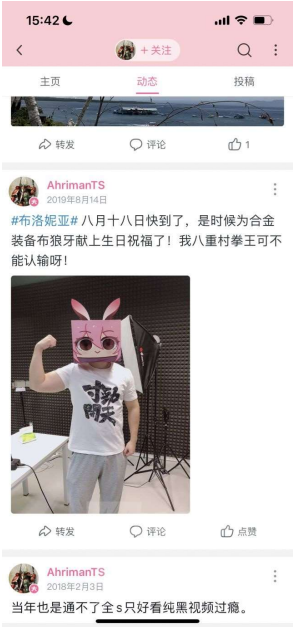 15:42
+ 关注
主页 动态 投稿
转发 评论 1
AhrimanTS
2019年8月14日
#布洛妮亚# 八月十八日快到了，是时候为合金
装备布狼牙献上生日祝福了！我八重村拳王可不
能认输呀！
转发 评论 点赞
AhrimanTS
2018年2月3日
当年也是通不了全s只好看纯黑视频过瘾。